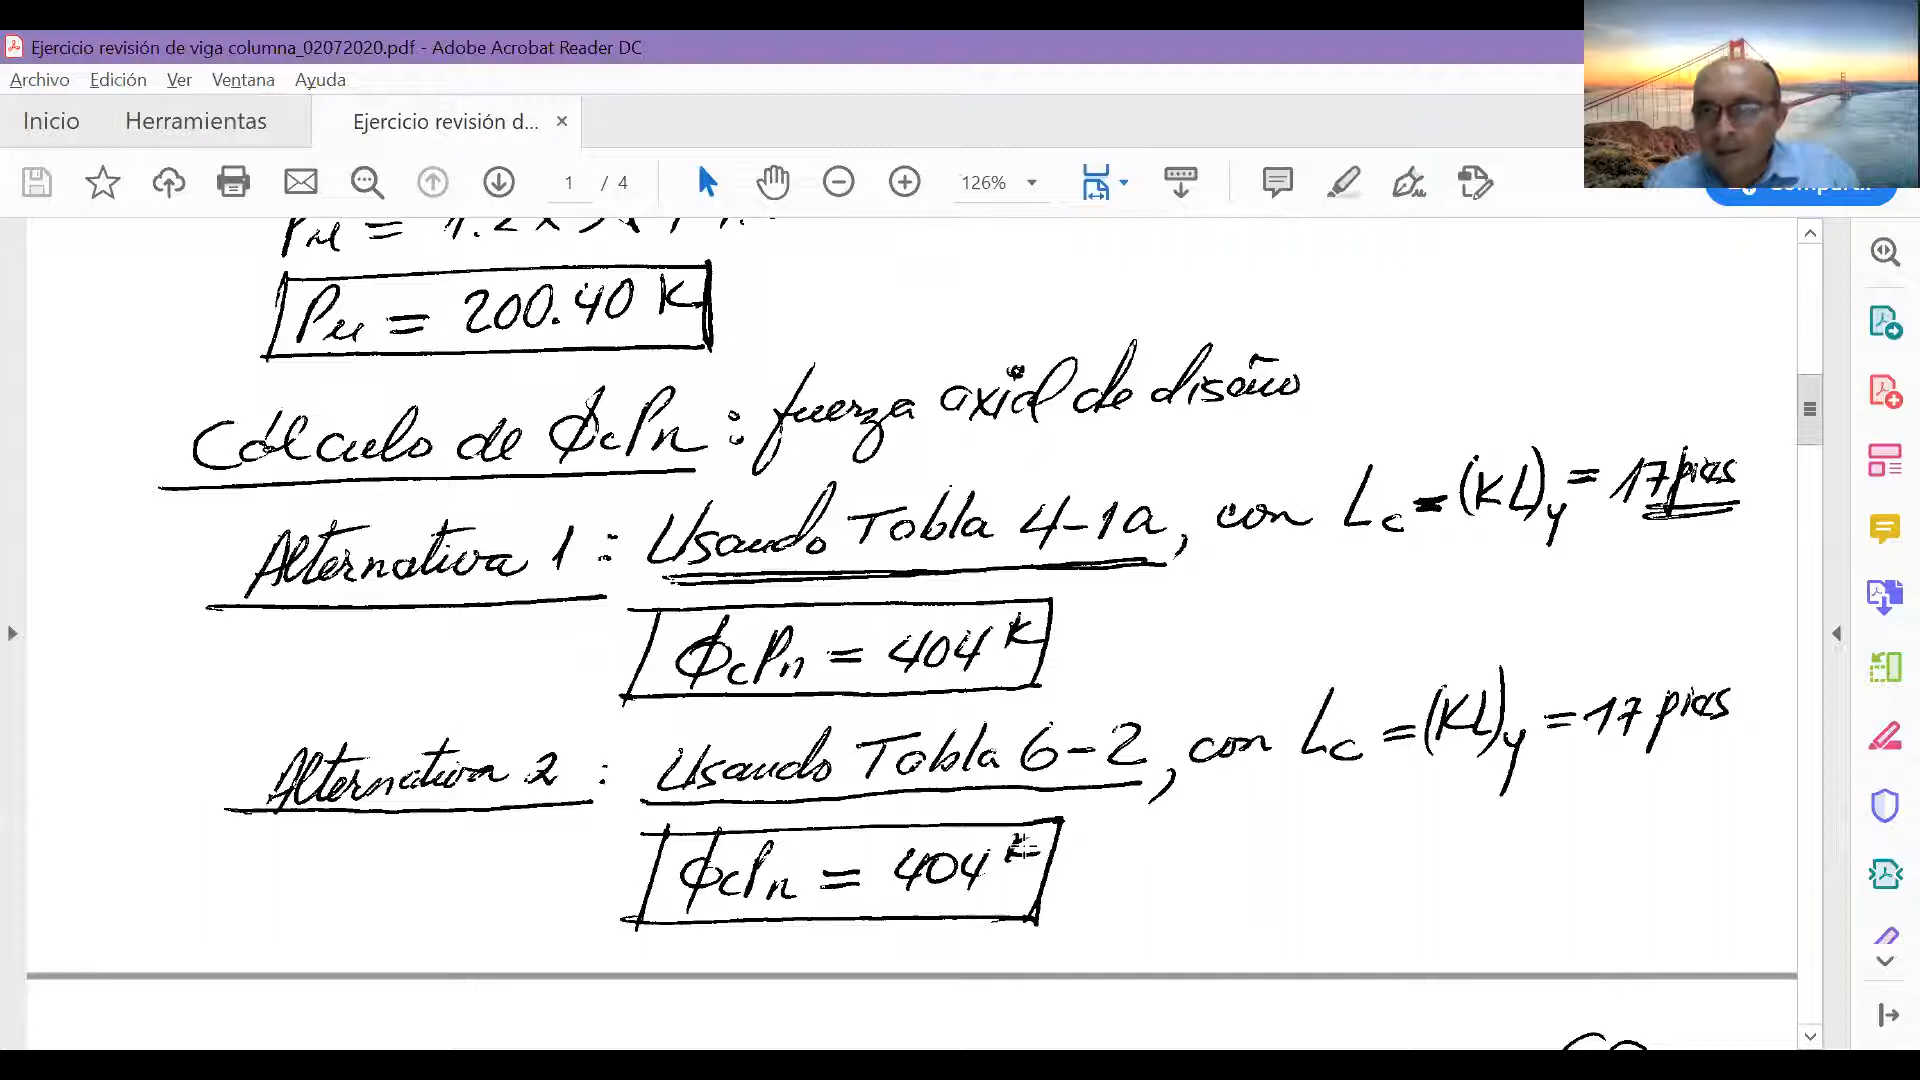 Ejercicio revisión de viga columna_02072020.pdf - Adobe Acrobat Reader DC
Archivo Edición Ver Ventana Ayuda
Inicio Herramientas Ejercicio revisión d... ×
1 / 4 126%
Pu =
Pu = 200.40 K
Cálculo de ϕcPn : fuerza axial de diseño
Alternativa 1 : Usando Tabla 4-1a, con Lc = (KL)y = 17 pies
ϕcPn = 404 K
Alternativa 2 : Usando Tabla 6-2, con Lc = (KL)y = 17 pies
ϕcPn = 404 K